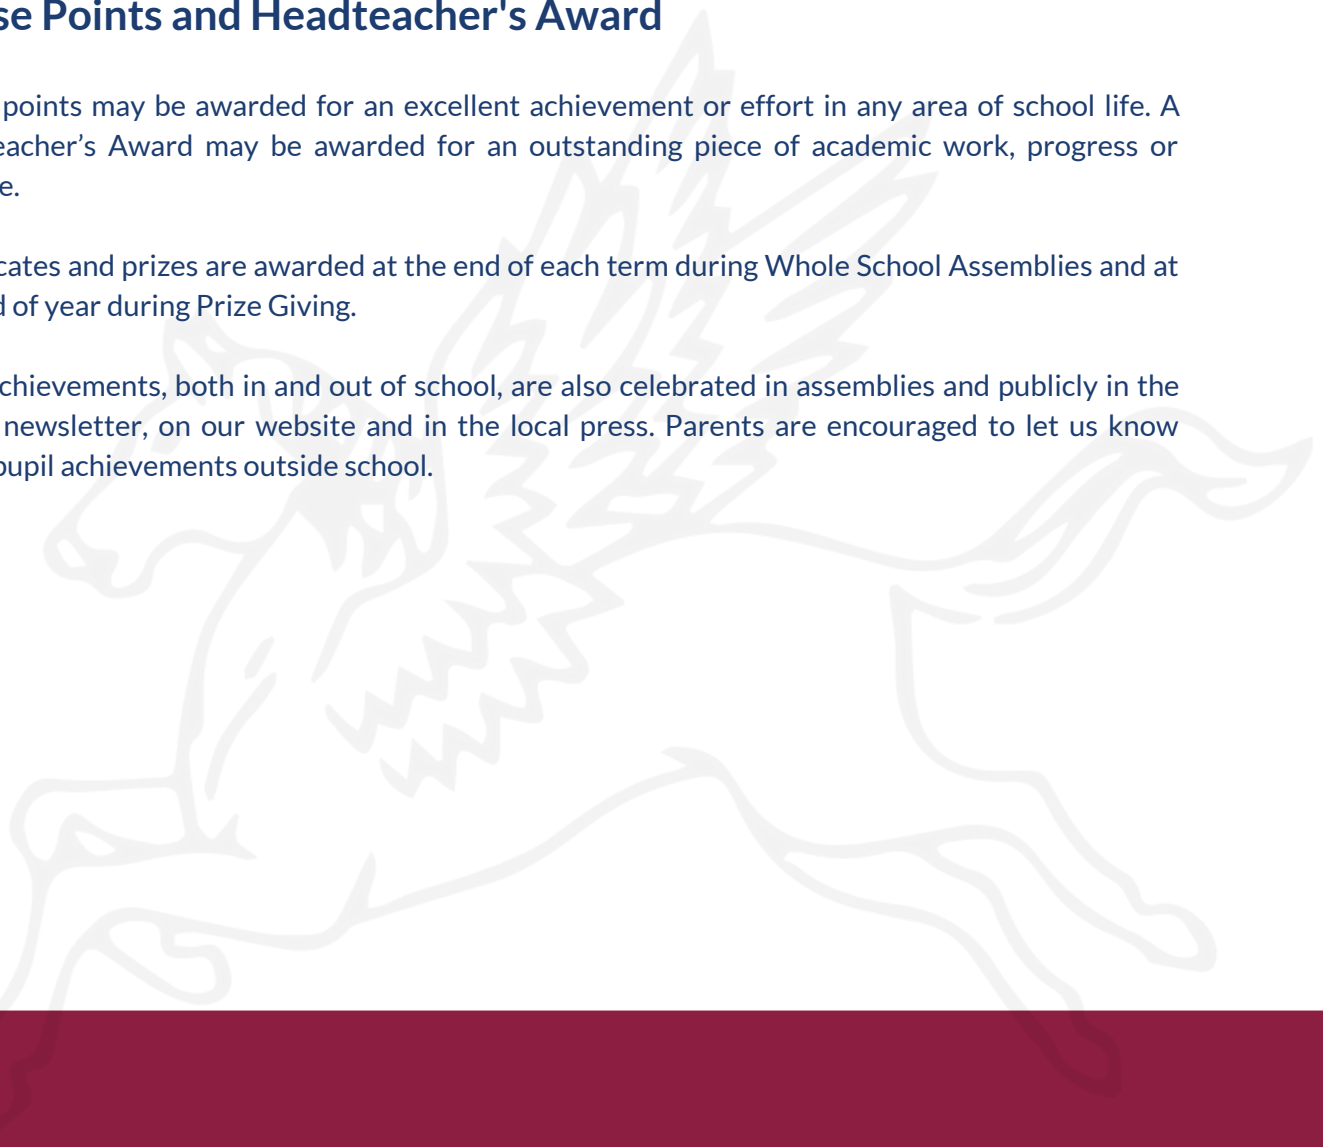 se Points and Headteacher's Award
points may be awarded for an excellent achievement or effort in any area of school life. A
eacher’s Award may be awarded for an outstanding piece of academic work, progress or
e.
cates and prizes are awarded at the end of each term during Whole School Assemblies and at
d of year during Prize Giving.
chievements, both in and out of school, are also celebrated in assemblies and publicly in the
newsletter, on our website and in the local press. Parents are encouraged to let us know
pupil achievements outside school.